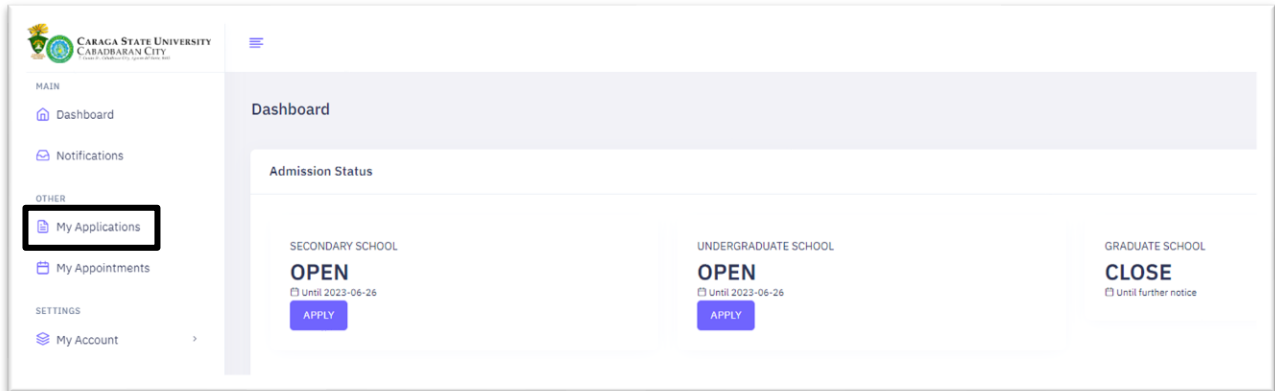 CARAGA STATE UNIVERSITY
CABADBARAN CITY
MAIN
Dashboard
Notifications
OTHER
My Applications
My Appointments
SETTINGS
My Account
Dashboard
Admission Status
SECONDARY SCHOOL
OPEN
Until 2023-06-26
APPLY
UNDERGRADUATE SCHOOL
OPEN
Until 2023-06-26
APPLY
GRADUATE SCHOOL
CLOSE
Until further notice